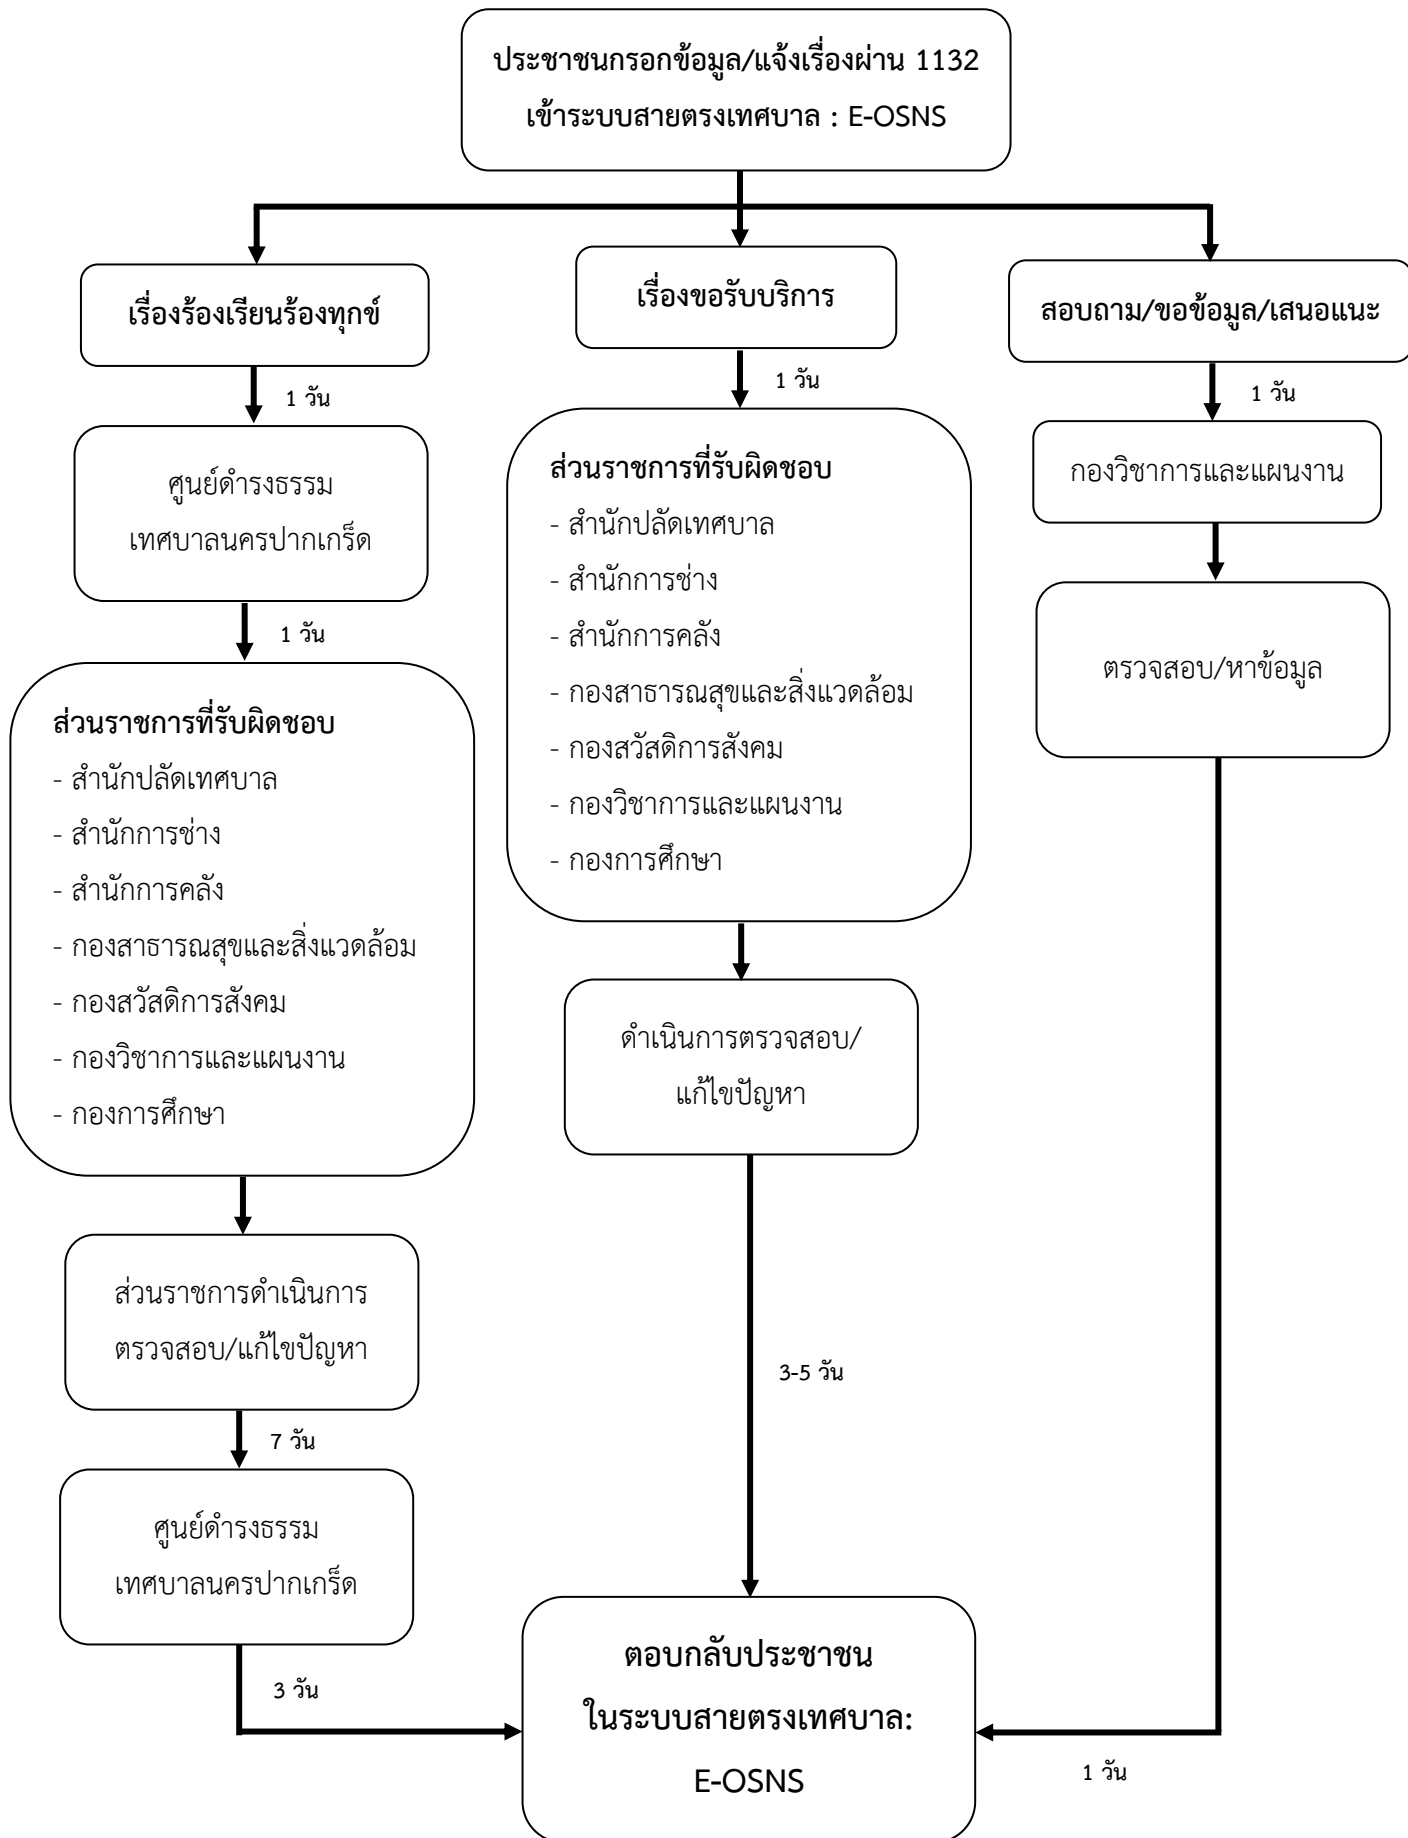 ประชาชนกรอกข้อมูล/แจ้งเรื่องผ่าน 1132
เข้าระบบสายตรงเทศบาล : E-OSNS
เรื่องร้องเรียนร้องทุกข์
1 วัน
ศูนย์ดำรงธรรม
เทศบาลนครปากเกร็ด
1 วัน
ส่วนราชการที่รับผิดชอบ
- สำนักปลัดเทศบาล
- สำนักการช่าง
- สำนักการคลัง
- กองสาธารณสุขและสิ่งแวดล้อม
- กองสวัสดิการสังคม
- กองวิชาการและแผนงาน
- กองการศึกษา
ส่วนราชการดำเนินการ
ตรวจสอบ/แก้ไขปัญหา
7 วัน
ศูนย์ดำรงธรรม
เทศบาลนครปากเกร็ด
3 วัน
เรื่องขอรับบริการ
1 วัน
ส่วนราชการที่รับผิดชอบ
- สำนักปลัดเทศบาล
- สำนักการช่าง
- สำนักการคลัง
- กองสาธารณสุขและสิ่งแวดล้อม
- กองสวัสดิการสังคม
- กองวิชาการและแผนงาน
- กองการศึกษา
ดำเนินการตรวจสอบ/
แก้ไขปัญหา
3-5 วัน
สอบถาม/ขอข้อมูล/เสนอแนะ
1 วัน
กองวิชาการและแผนงาน
ตรวจสอบ/หาข้อมูล
1 วัน
ตอบกลับประชาชน
ในระบบสายตรงเทศบาล:
E-OSNS